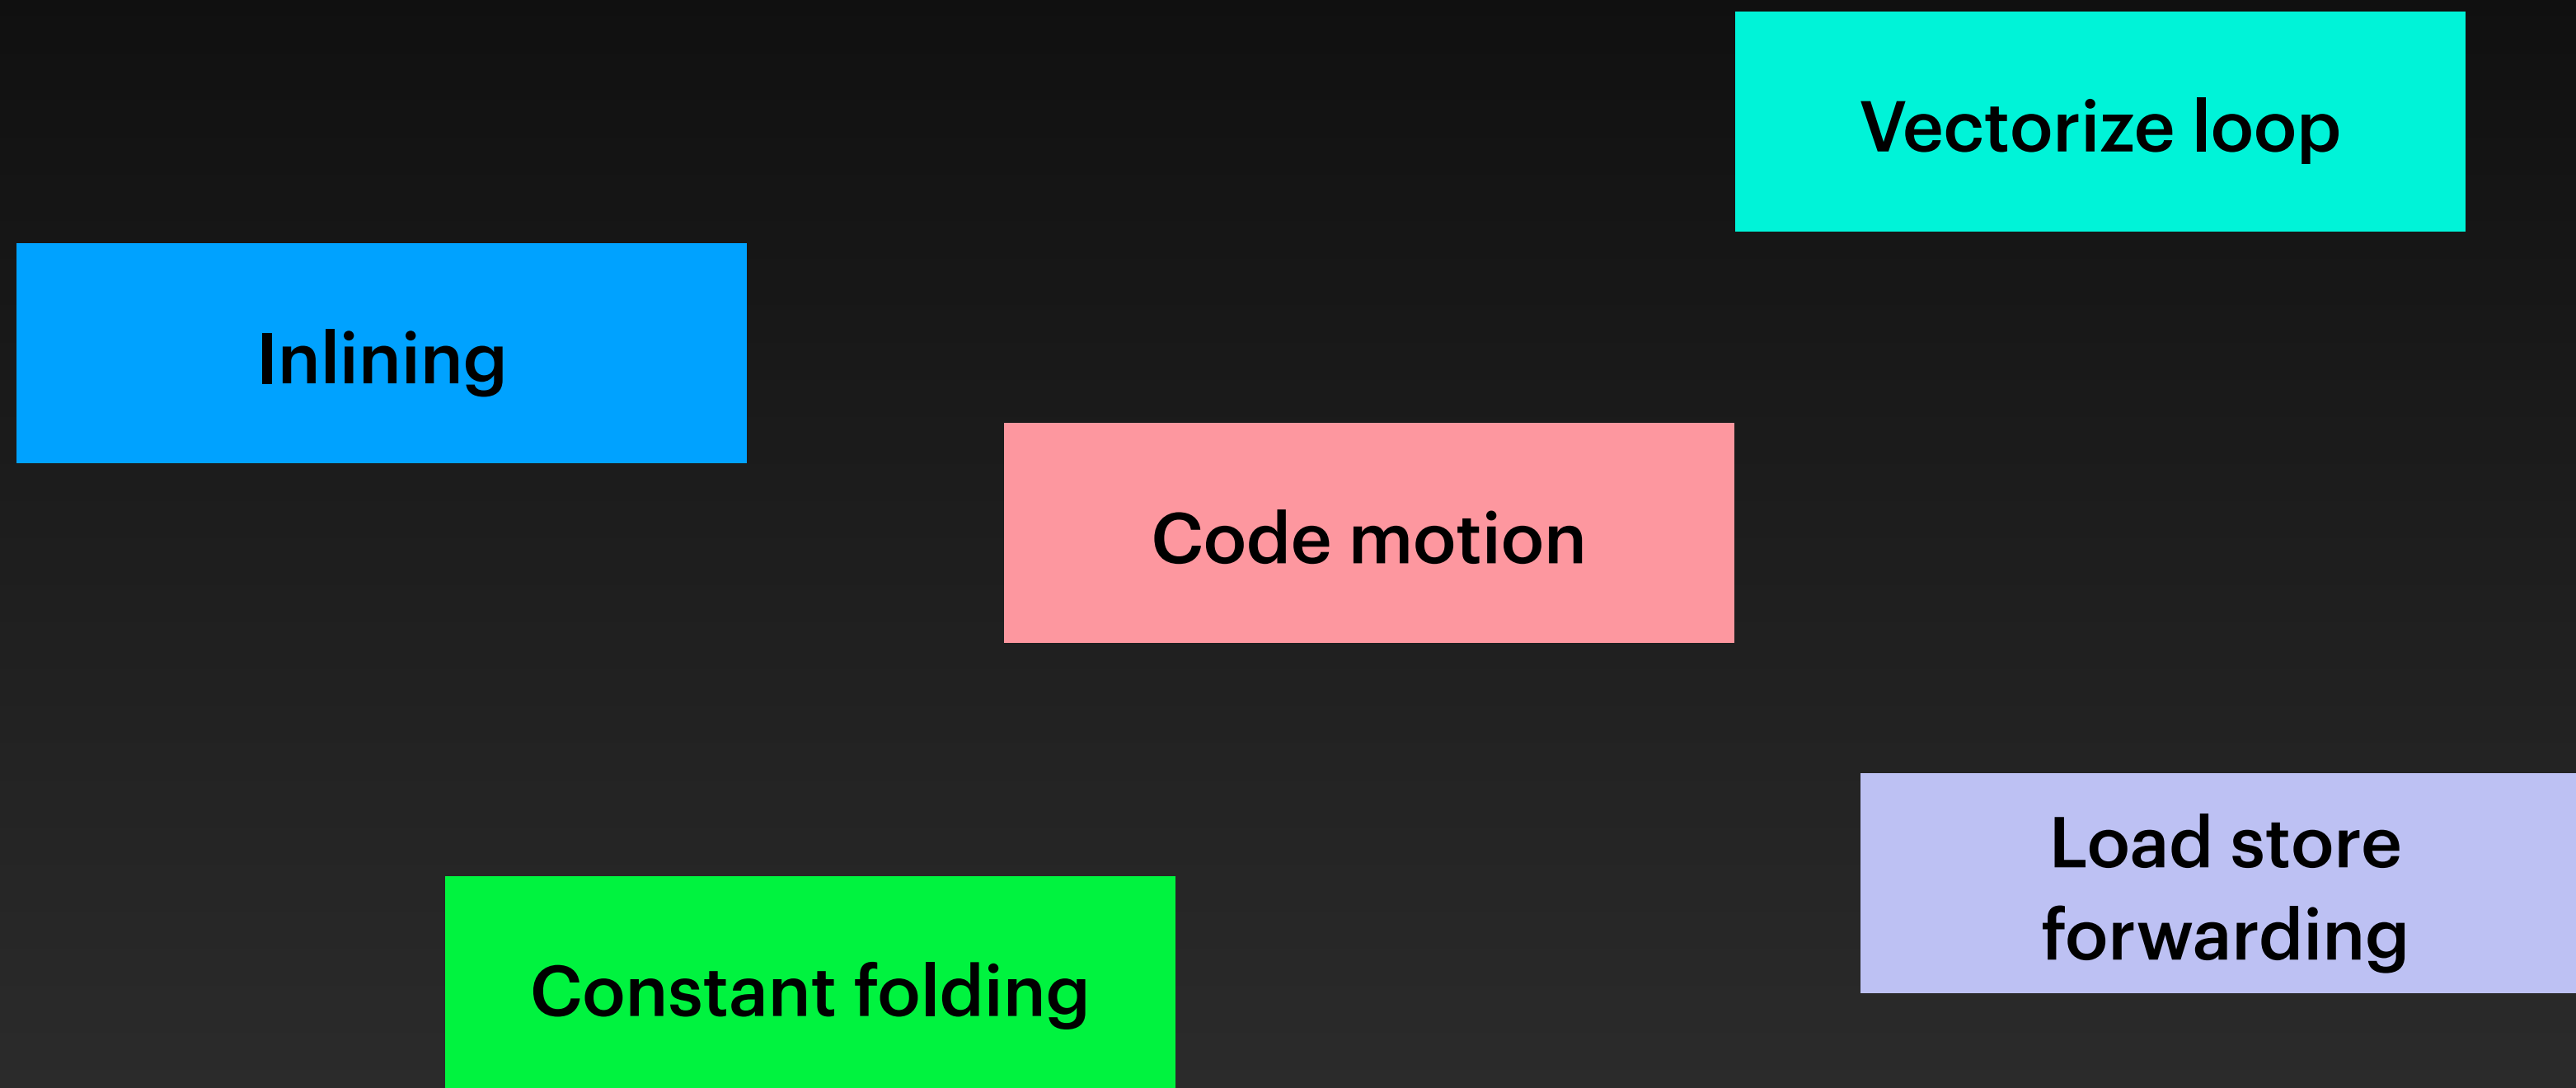 Vectorize loop
Inlining
Code motion
Load store
forwarding
Constant folding